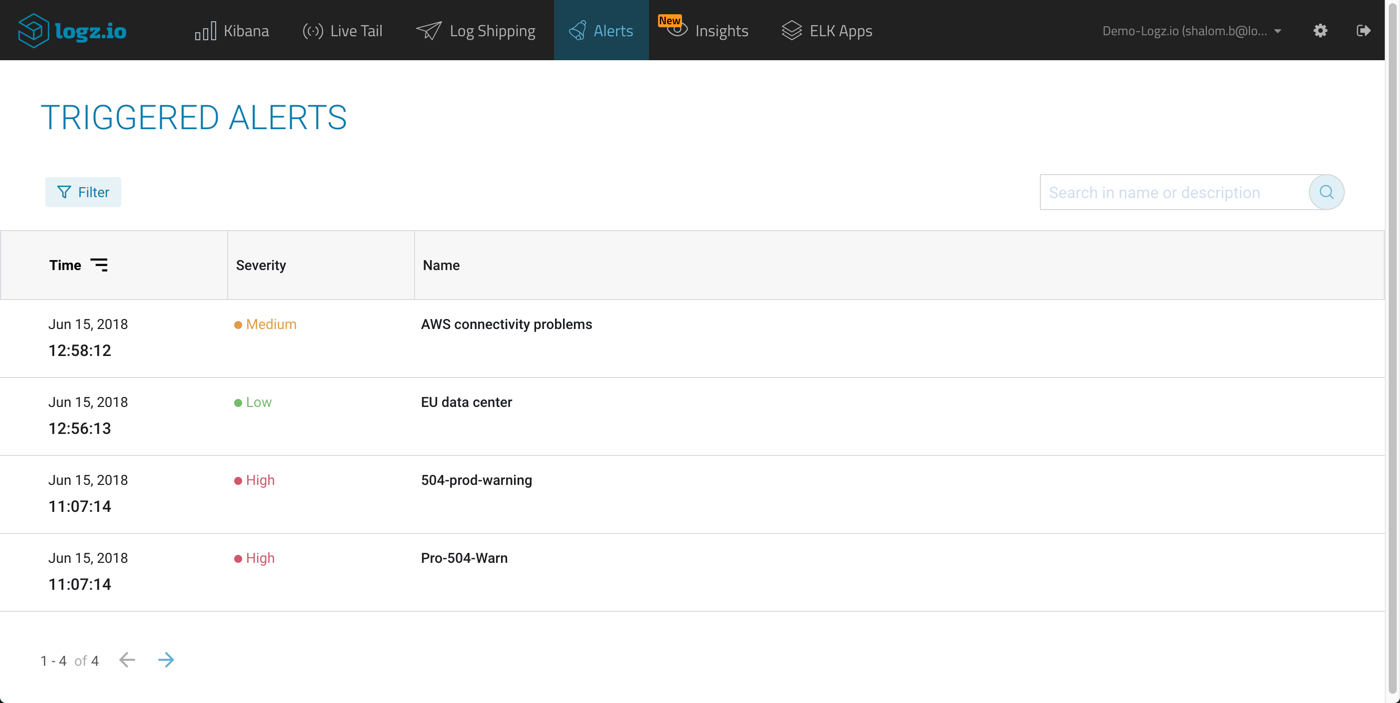 logz.io Kibana Live Tail Log Shipping Alerts New Insights ELK Apps Demo-Logz.io (shalom.b@lo...
TRIGGERED ALERTS
Filter Search in name or description
Time Severity Name
Jun 15, 2018 Medium AWS connectivity problems
12:58:12
Jun 15, 2018 Low EU data center
12:56:13
Jun 15, 2018 High 504-prod-warning
11:07:14
Jun 15, 2018 High Pro-504-Warn
11:07:14
1 - 4 of 4